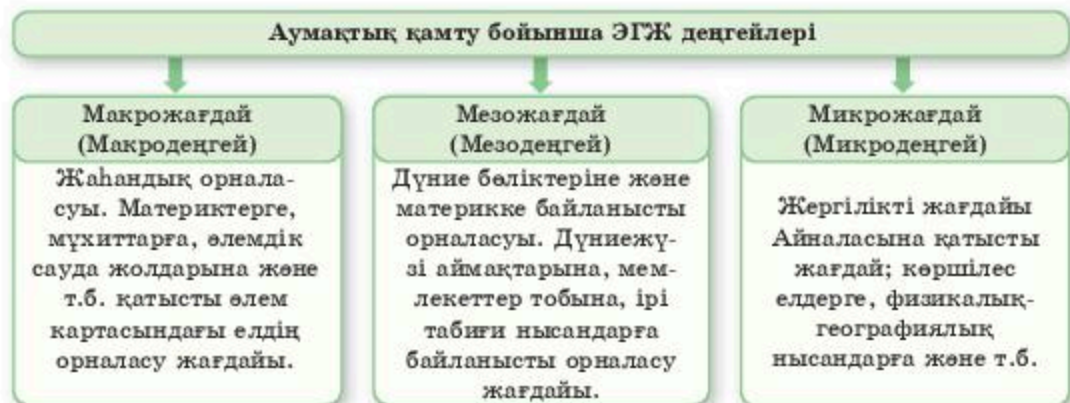 Аумақтық қамту бойынша ЭГЖ деңгейлері
Макрожағдай
(Макродеңгей)
Жаһандық орнала-
суы. Материктерге,
мұхиттарға, әлемдік
сауда жолдарына және
т.б. қатысты әлем
картасындағы елдің
орналасу жағдайы.
Мезожағдай
(Мезодеңгей)
Дүние бөліктеріне және
материкке байланысты
орналасуы. Дүниежү-
зі аймақтарына, мем-
лекеттер тобына, ірі
табиғи нысандарға
байланысты орналасу
жағдайы.
Микрожағдай
(Микродеңгей)
Жергілікті жағдайы
Айналасына қатысты
жағдай; көршілес
елдерге, физикалық-
географиялық
нысандарға және т.б.